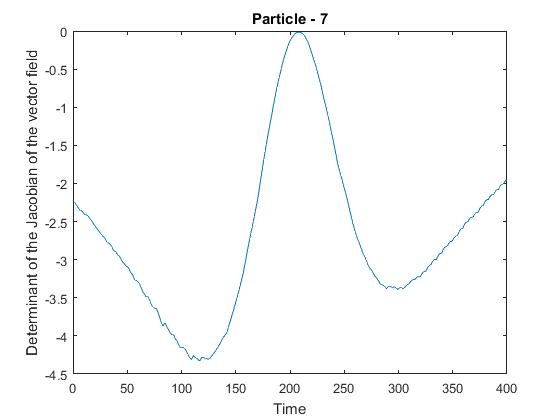 Particle - 7
Determinant of the Jacobian of the vector field
0
-0.5
-1
-1.5
-2
-2.5
-3
-3.5
-4
-4.5
0 50 100 150 200 250 300 350 400
Time